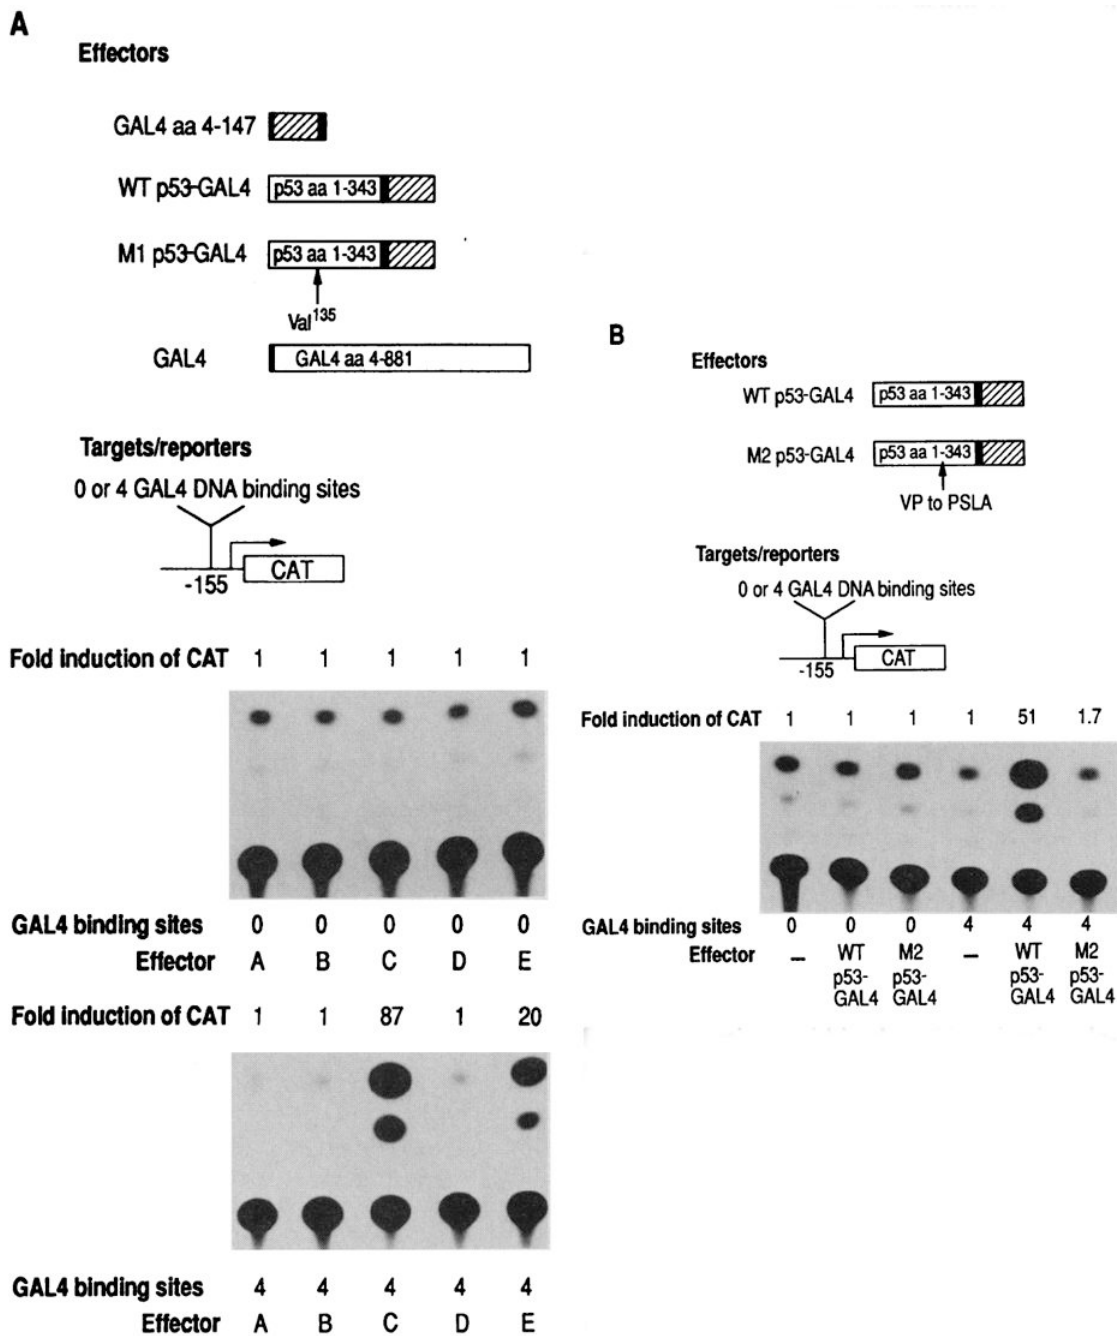 A
Effectors
GAL4 aa 4-147
WT p53-GAL4
p53 aa 1-343
M1 p53-GAL4
p53 aa 1-343
Val135
GAL4
GAL4 aa 4-881
Targets/reporters
0 or 4 GAL4 DNA binding sites
-155
CAT
Fold induction of CAT 1 1 1 1 1
GAL4 binding sites 0 0 0 0 0
Effector A B C D E
Fold induction of CAT 1 1 87 1 20
GAL4 binding sites 4 4 4 4 4
Effector A B C D E
B
Effectors
WT p53-GAL4
p53 aa 1-343
M2 p53-GAL4
p53 aa 1-343
VP to PSLA
Targets/reporters
0 or 4 GAL4 DNA binding sites
-155
CAT
Fold induction of CAT 1 1 1 1 51 1.7
GAL4 binding sites 0 0 0 4 4 4
Effector – WT M2 – WT M2
p53- p53- p53- p53-
GAL4 GAL4 GAL4 GAL4